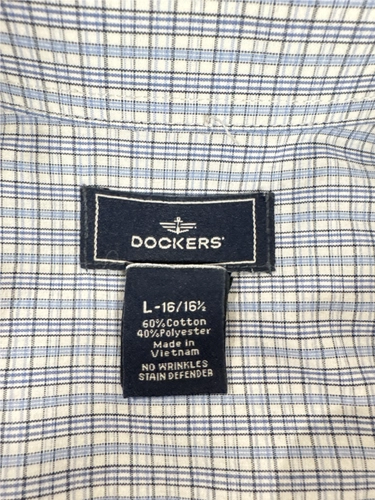 DOCKERS
L-16/16½
60% Cotton
40% Polyester
Made in
Vietnam
NO WRINKLES
STAIN DEFENDER